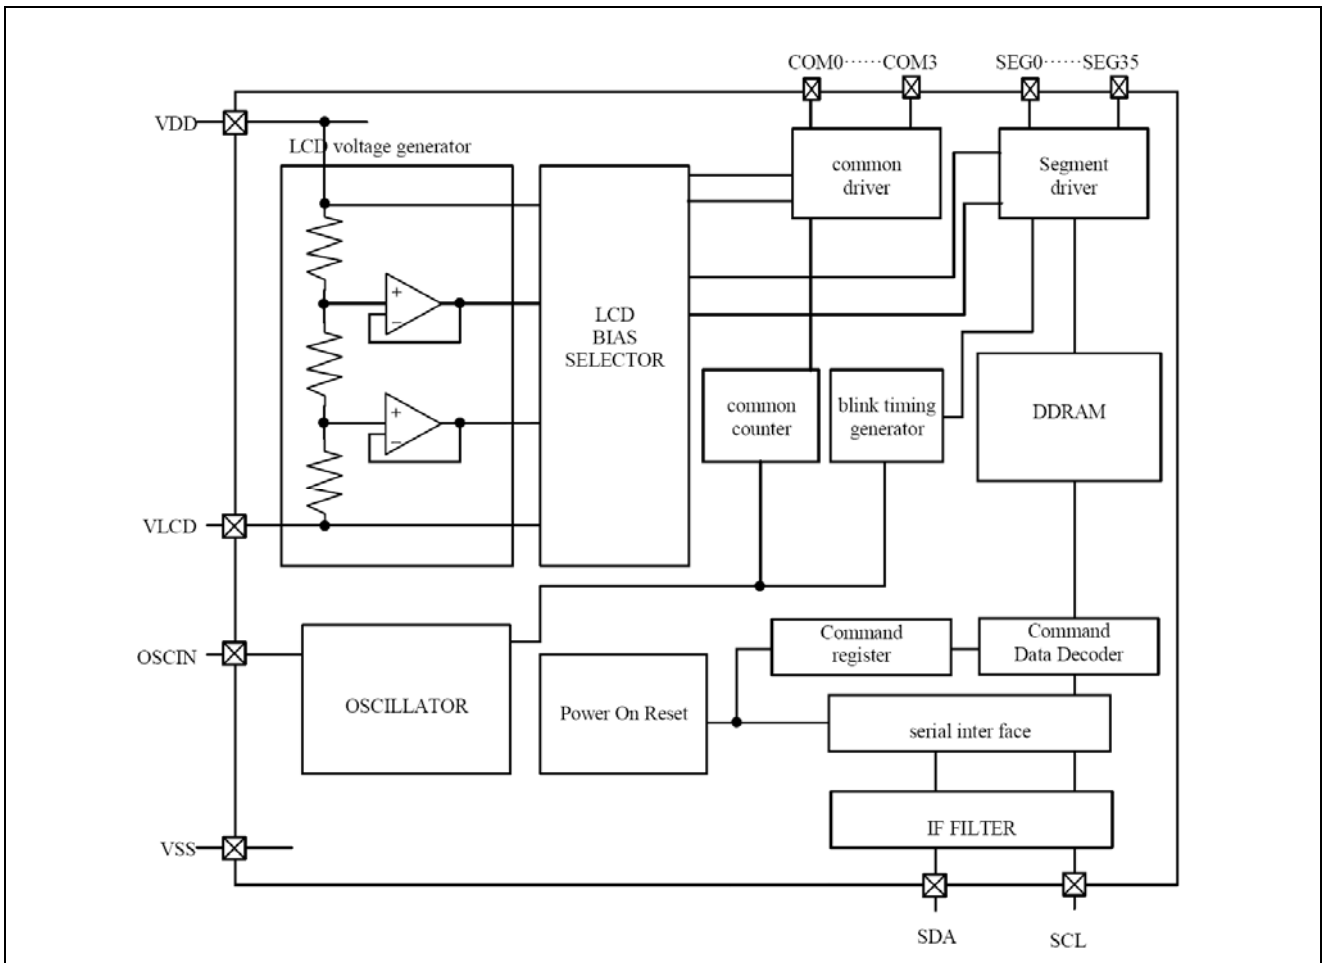 COM0······COM3
SEG0······SEG35
VDD
LCD voltage generator
common
driver
Segment
driver
+
−
LCD
BIAS
SELECTOR
common
counter
blink timing
generator
DDRAM
+
−
VLCD
OSCIN
OSCILLATOR
Power On Reset
Command
register
Command
Data Decoder
serial inter face
IF FILTER
VSS
SDA
SCL